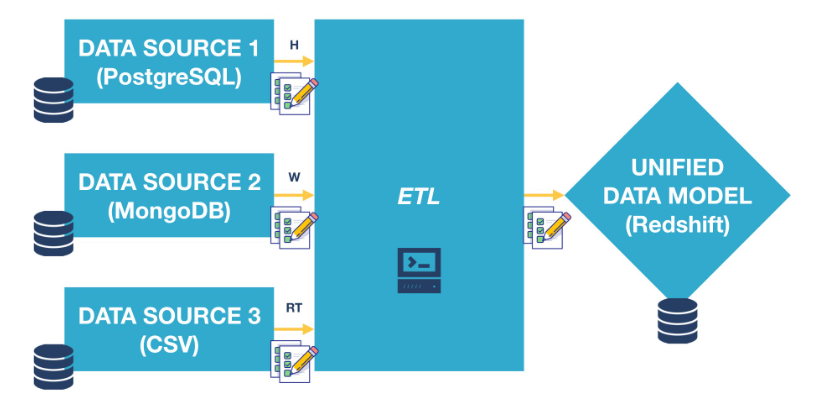 DATA SOURCE 1
(PostgreSQL)
H
DATA SOURCE 2
(MongoDB)
W
DATA SOURCE 3
(CSV)
RT
ETL
UNIFIED
DATA MODEL
(Redshift)